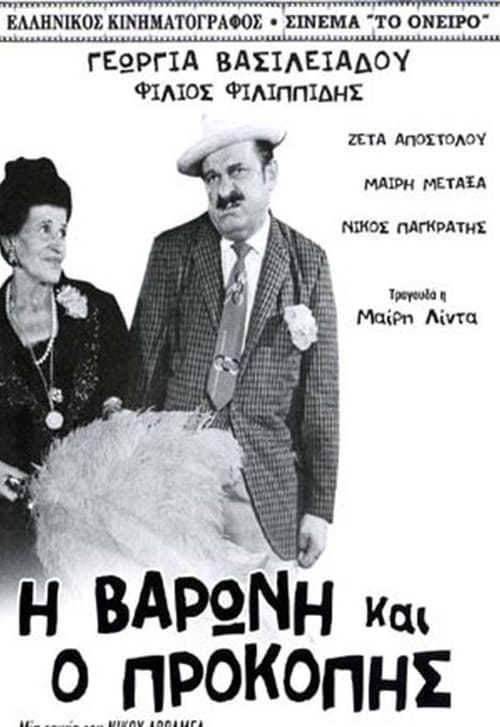 ΕΛΛΗΝΙΚΟΣ ΚΙΝΗΜΑΤΟΓΡΑΦΟΣ • ΣΙΝΕΜΑ "ΤΟ ΟΝΕΙΡΟ"
ΓΕΩΡΓΙΑ ΒΑΣΙΛΕΙΑΔΟΥ
ΦΙΛΙΟΣ ΦΙΛΙΠΠΙΔΗΣ
ΖΕΤΑ ΑΠΟΣΤΟΛΟΥ
ΜΑΙΡΗ ΜΕΤΑΞΑ
ΝΙΚΟΣ ΠΑΓΚΡΑΤΗΣ
Τραγουδά η
Μαίρη Λίντα
Η ΒΑΡΩΝΗ και
Ο ΠΡΟΚΟΠΗΣ